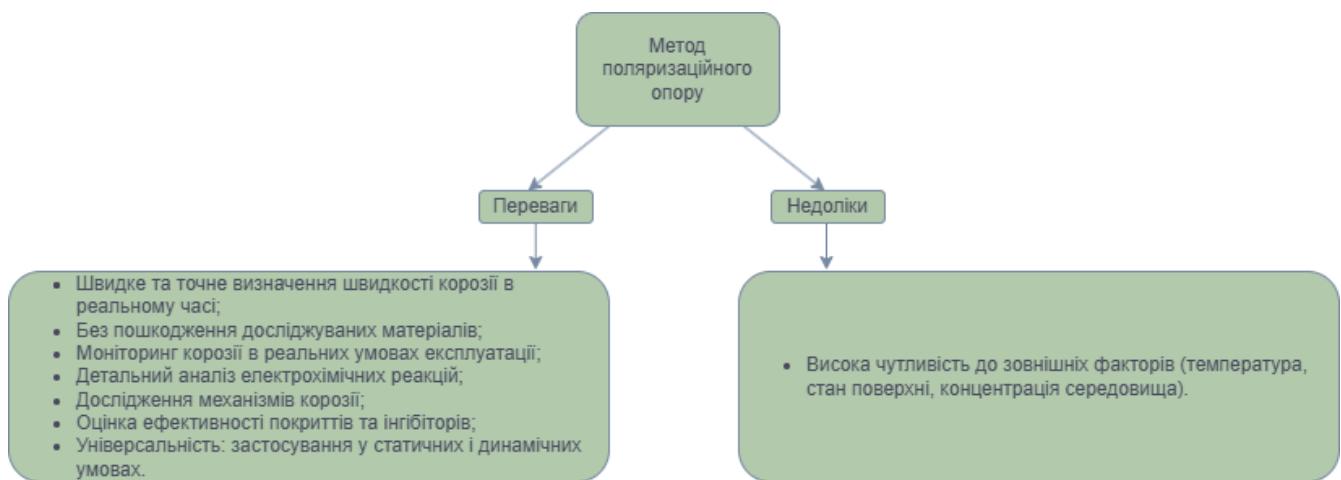 Метод
поляризаційного
опору
Переваги
Недоліки
• Швидке та точне визначення швидкості корозії в
реальному часі;
• Без пошкодження досліджуваних матеріалів;
• Моніторинг корозії в реальних умовах експлуатації;
• Детальний аналіз електрохімічних реакцій;
• Дослідження механізмів корозії;
• Оцінка ефективності покриттів та інгібіторів;
• Універсальність: застосування у статичних і динамічних
умовах.
• Висока чутливість до зовнішніх факторів (температура,
стан поверхні, концентрація середовища).